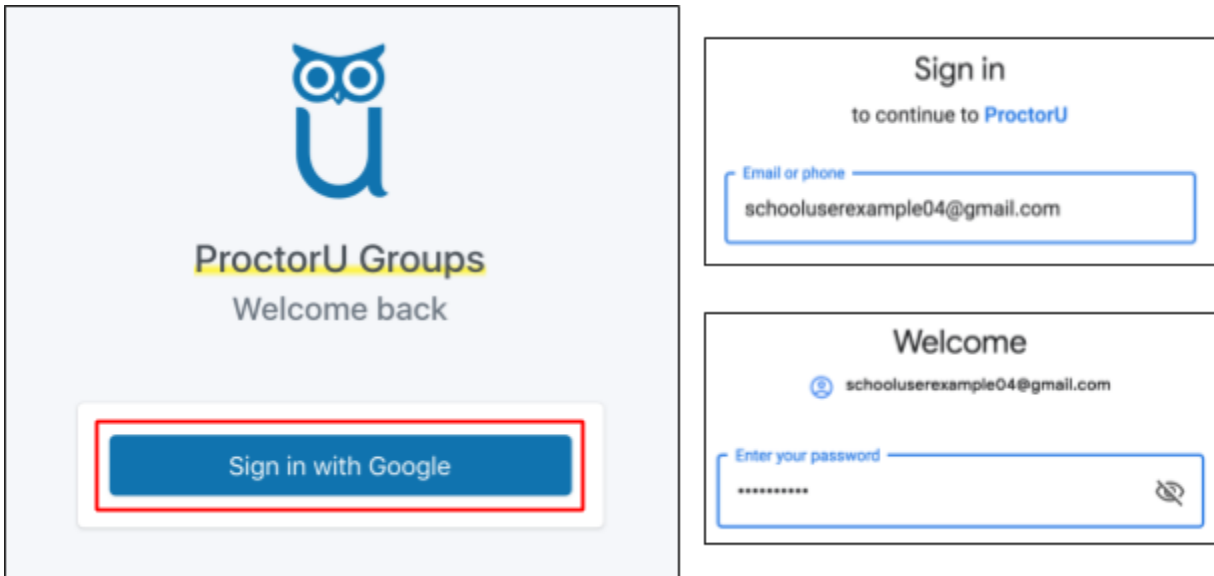 ProctorU Groups
Welcome back
Sign in with Google
Sign in
to continue to ProctorU
Email or phone
schooluserexample04@gmail.com
Welcome
schooluserexample04@gmail.com
Enter your password
••••••••••